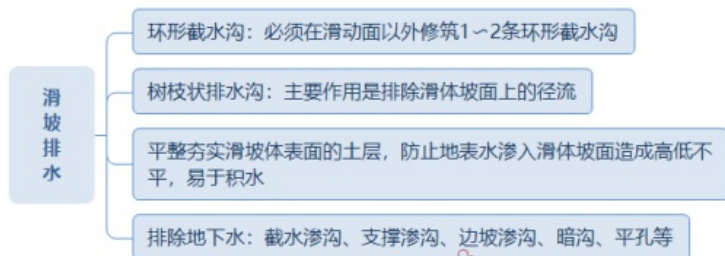 滑坡排水
环形截水沟：必须在滑动面以外修筑1～2条环形截水沟
树枝状排水沟：主要作用是排除滑体坡面上的径流
平整夯实滑坡体表面的土层，防止地表水渗入滑体坡面造成高低不
平，易于积水
排除地下水：截水渗沟、支撑渗沟、边坡渗沟、暗沟、平孔等